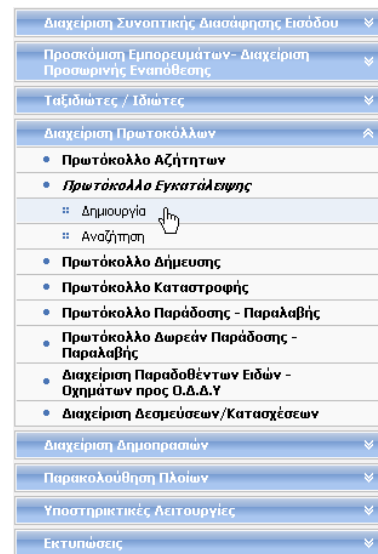 Διαχείριση Συνοπτικής Διασάφησης Εισόδου
Προσκόμιση Εμπορευμάτων- Διαχείριση
Προσωρινής Εναπόθεσης
Ταξιδιώτες / Ιδιώτες
Διαχείριση Πρωτοκόλλων
Πρωτόκολλο Αζήτητων
Πρωτόκολλο Εγκατάλειψης
Δημιουργία
Αναζήτηση
Πρωτόκολλο Δήμευσης
Πρωτόκολλο Καταστροφής
Πρωτόκολλο Παράδοσης - Παραλαβής
Πρωτόκολλο Δωρεάν Παράδοσης -
Παραλαβής
Διαχείριση Παραδοθέντων Ειδών -
Οχημάτων προς Ο.Δ.Δ.Υ
Διαχείριση Δεσμεύσεων/Κατασχέσεων
Διαχείριση Δημοπρασιών
Παρακολούθηση Πλοίων
Υποστηρικτικές Λειτουργίες
Εκτυπώσεις